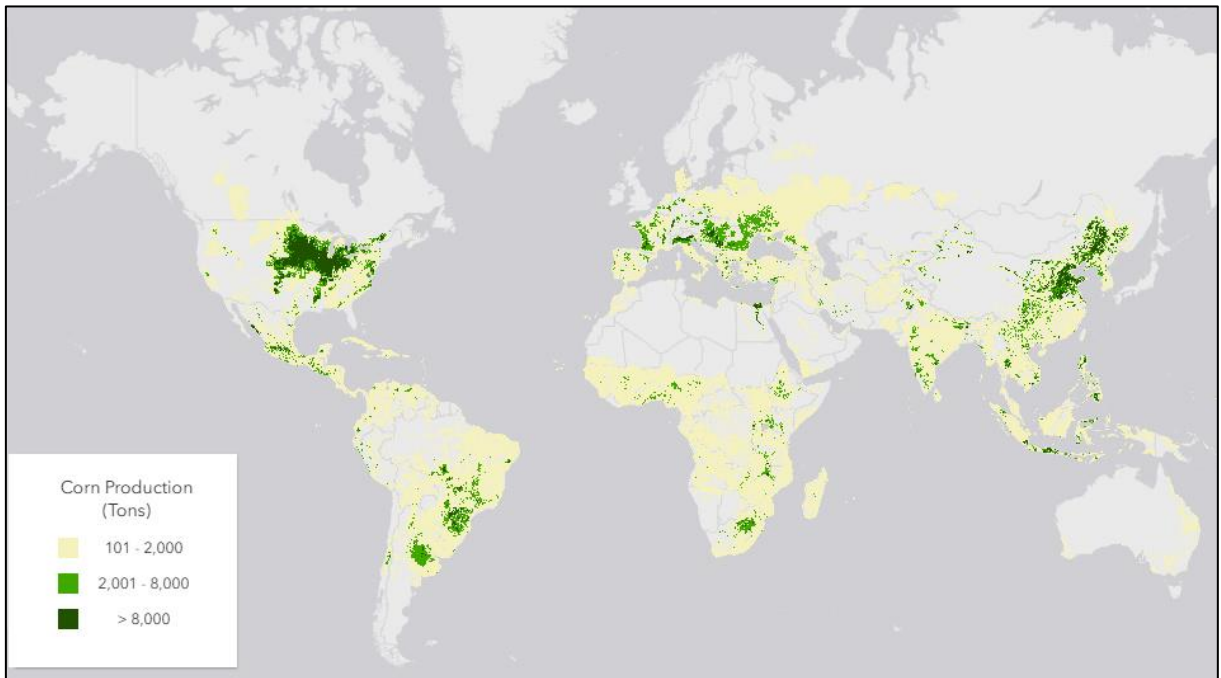 Corn Production
(Tons)
101 - 2,000
2,001 - 8,000
> 8,000